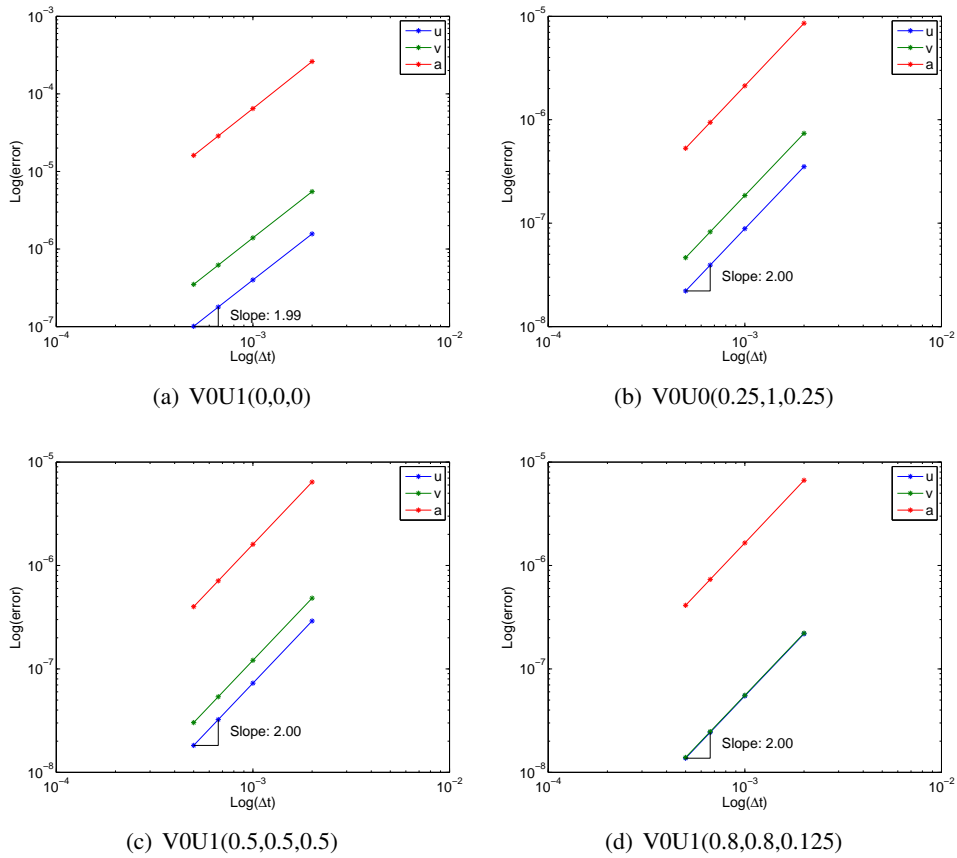 10^-3
10^-4
10^-5
10^-6
10^-7
Log(error)
u
v
a
Slope: 1.99
10^-4
10^-3
10^-2
Log(Δt)
(a) V0U1(0,0,0)
10^-5
10^-6
10^-7
10^-8
Log(error)
u
v
a
Slope: 2.00
10^-4
10^-3
10^-2
Log(Δt)
(b) V0U0(0.25,1,0.25)
10^-5
10^-6
10^-7
10^-8
Log(error)
u
v
a
Slope: 2.00
10^-4
10^-3
10^-2
Log(Δt)
(c) V0U1(0.5,0.5,0.5)
10^-5
10^-6
10^-7
10^-8
Log(error)
u
v
a
Slope: 2.00
10^-4
10^-3
10^-2
Log(Δt)
(d) V0U1(0.8,0.8,0.125)